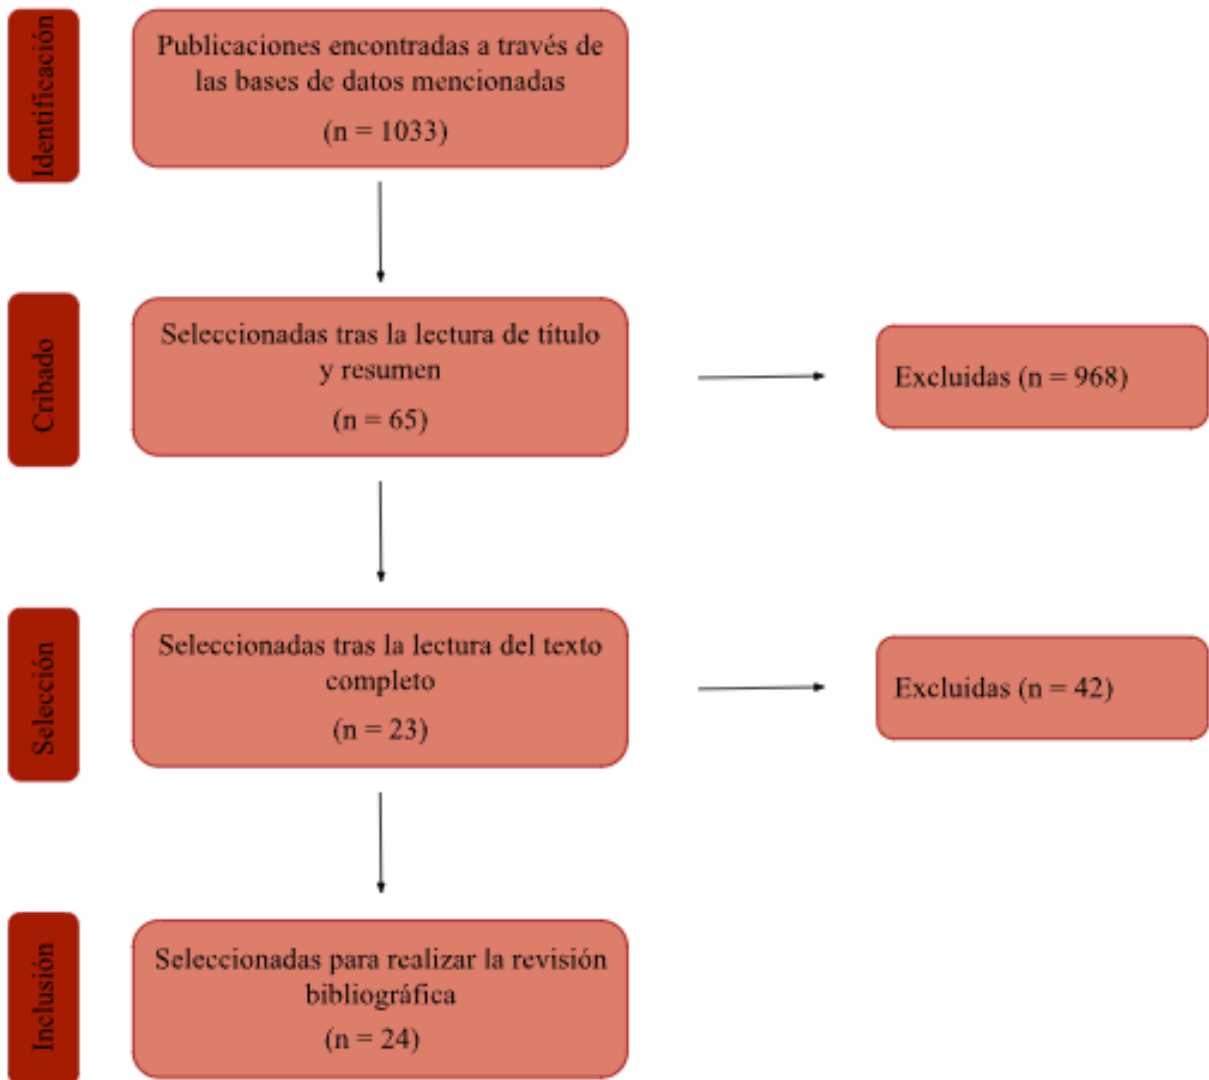 Identificación
Publicaciones encontradas a través de
las bases de datos mencionadas
(n = 1033)
Cribado
Seleccionadas tras la lectura de título
y resumen
(n = 65)
Excluidas (n = 968)
Selección
Seleccionadas tras la lectura del texto
completo
(n = 23)
Excluidas (n = 42)
Inclusión
Seleccionadas para realizar la revisión
bibliográfica
(n = 24)